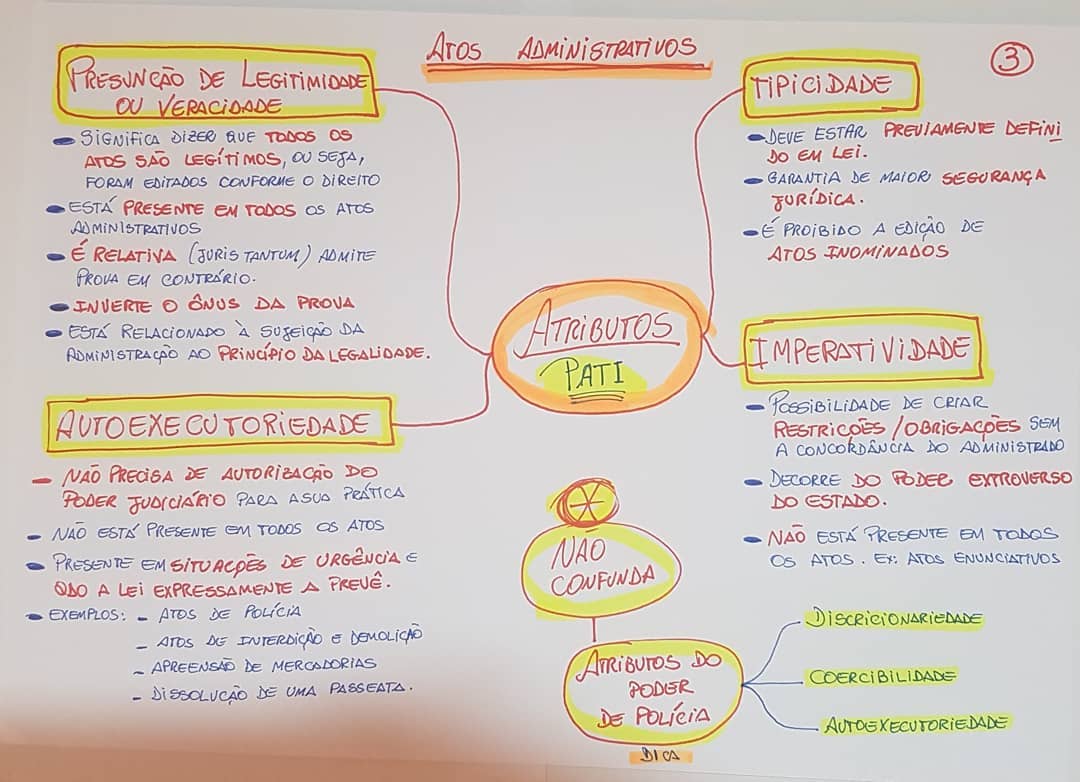 ATOS ADMINISTRATIVOS
3
PRESUNÇÃO DE LEGITIMIDADE
OU VERACIDADE
SIGNIFICA DIZER QUE TODOS OS
ATOS SÃO LEGÍTIMOS, OU SEJA,
FORAM EDITADOS CONFORME O DIREITO
ESTÁ PRESENTE EM TODOS OS ATOS
ADMINISTRATIVOS
É RELATIVA (JURIS TANTUM) ADMITE
PROVA EM CONTRÁRIO.
INVERTE O ÔNUS DA PROVA
ESTÁ RELACIONADO À SUJEIÇÃO DA
ADMINISTRAÇÃO AO PRINCÍPIO DA LEGALIDADE.
AUTOEXECUTORIEDADE
- NÃO PRECISA DE AUTORIZAÇÃO DO
PODER JUDICIÁRIO PARA A SUA PRÁTICA
- NÃO ESTÁ PRESENTE EM TODOS OS ATOS
- PRESENTE EM SITUAÇÕES DE URGÊNCIA E
QDO A LEI EXPRESSAMENTE A PREVÊ.
- EXEMPLOS: - ATOS DE POLÍCIA
- ATOS DE INTERDIÇÃO E DEMOLIÇÃO
- APREENSÃO DE MERCADORIAS
- DISSOLUÇÃO DE UMA PASSEATA.
ATRIBUTOS
PATI
TIPICIDADE
DEVE ESTAR PREVIAMENTE DEFINI
DO EM LEI.
GARANTIA DE MAIOR SEGURANÇA
JURÍDICA.
É PROIBIDO A EDIÇÃO DE
ATOS INOMINADOS
IMPERATIVIDADE
- POSSIBILIDADE DE CRIAR
RESTRIÇÕES/OBRIGAÇÕES SEM
A CONCORDÂNCIA DO ADMINISTRADO
- DECORRE DO PODER EXTROVERSO
DO ESTADO.
- NÃO ESTÁ PRESENTE EM TODOS
OS ATOS. EX: ATOS ENUNCIATIVOS
NÃO
CONFUNDA
ATRIBUTOS DO
PODER
DE POLÍCIA
DICA
DISCRICIONARIEDADE
COERCIBILIDADE
AUTOEXECUTORIEDADE